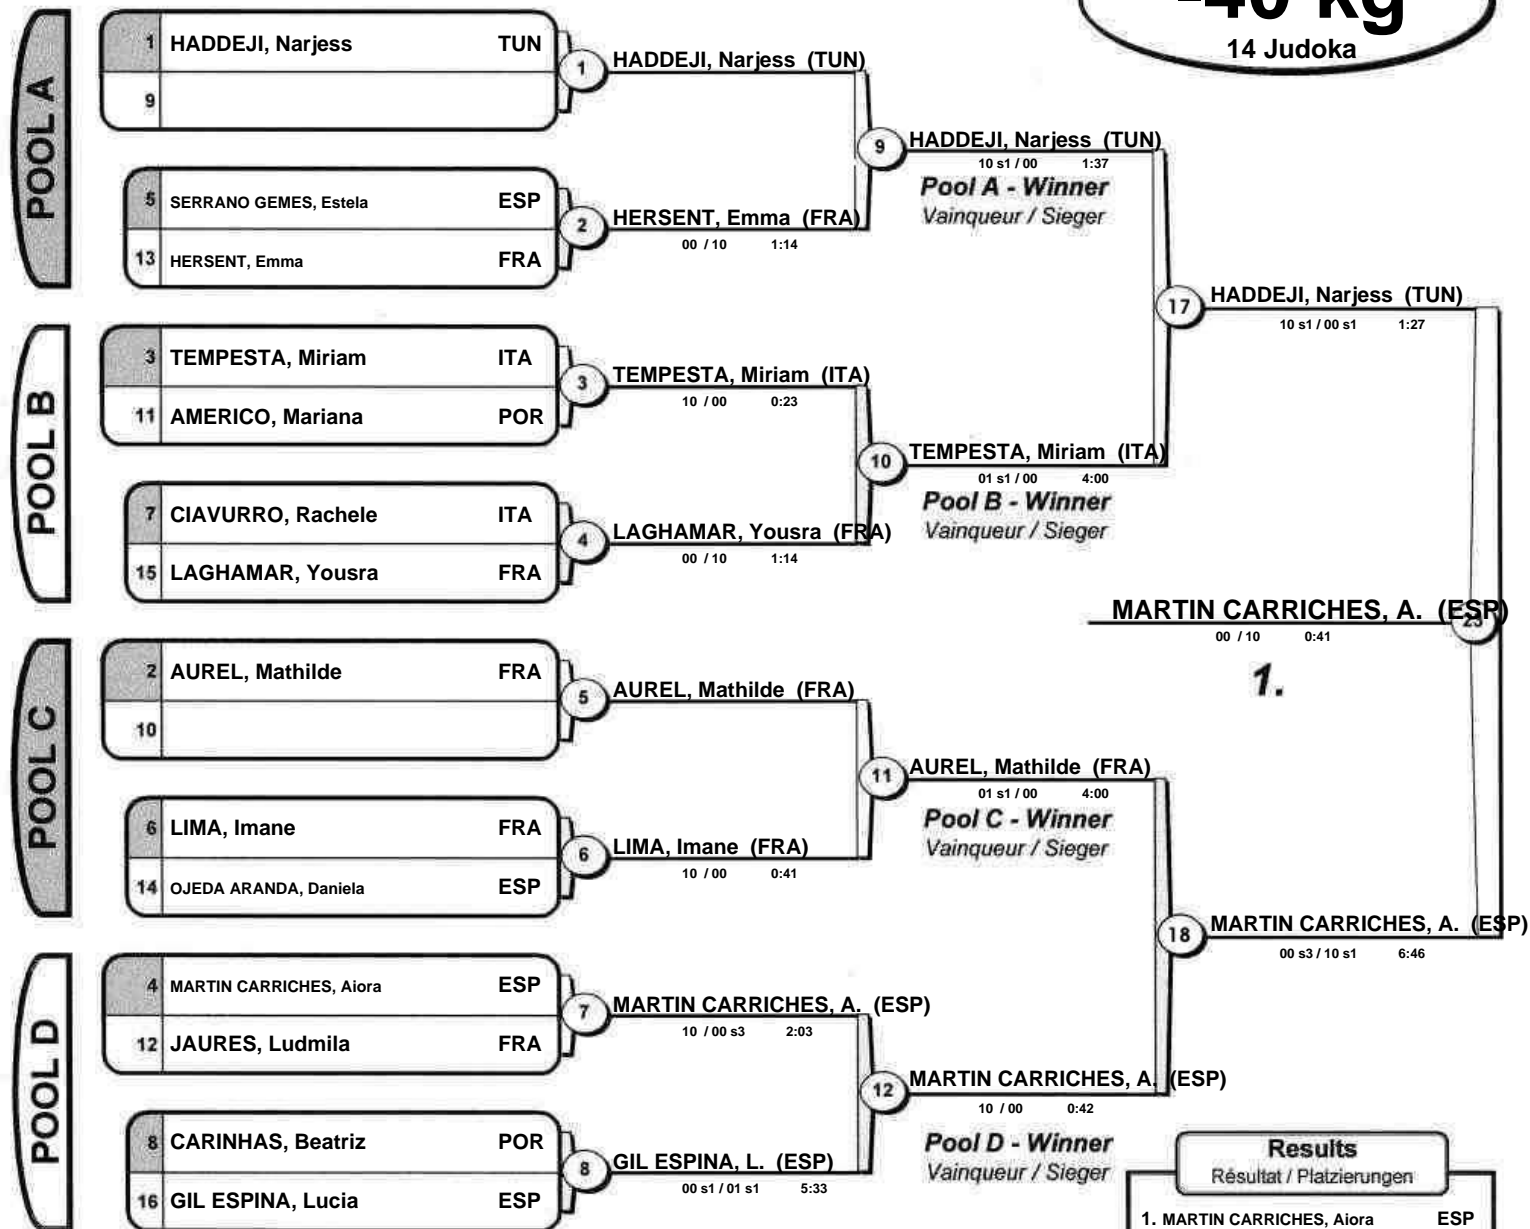 -40 kg
14 Judoka
POOL A
1 HADDEJI, Narjess TUN
9
1
HADDEJI, Narjess (TUN)
5 SERRANO GEMES, Estela ESP
13 HERSENT, Emma FRA
2
HERSENT, Emma (FRA)
00 / 10 1:14
9
HADDEJI, Narjess (TUN)
10 s1 / 00 1:37
Pool A - Winner
Vainqueur / Sieger
POOL B
3 TEMPESTA, Miriam ITA
11 AMERICO, Mariana POR
3
TEMPESTA, Miriam (ITA)
10 / 00 0:23
7 CIAVURRO, Rachele ITA
15 LAGHAMAR, Yousra FRA
4
LAGHAMAR, Yousra (FRA)
00 / 10 1:14
10
TEMPESTA, Miriam (ITA)
01 s1 / 00 4:00
Pool B - Winner
Vainqueur / Sieger
17
HADDEJI, Narjess (TUN)
10 s1 / 00 s1 1:27
MARTIN CARRICHES, A. (ESP)
23
00 / 10 0:41
1.
POOL C
2 AUREL, Mathilde FRA
10
5
AUREL, Mathilde (FRA)
6 LIMA, Imane FRA
14 OJEDA ARANDA, Daniela ESP
6
LIMA, Imane (FRA)
10 / 00 0:41
11
AUREL, Mathilde (FRA)
01 s1 / 00 4:00
Pool C - Winner
Vainqueur / Sieger
POOL D
4 MARTIN CARRICHES, Aiora ESP
12 JAURES, Ludmila FRA
7
MARTIN CARRICHES, A. (ESP)
10 / 00 s3 2:03
8 CARINHAS, Beatriz POR
16 GIL ESPINA, Lucia ESP
8
GIL ESPINA, L. (ESP)
00 s1 / 01 s1 5:33
12
MARTIN CARRICHES, A. (ESP)
10 / 00 0:42
Pool D - Winner
Vainqueur / Sieger
18
MARTIN CARRICHES, A. (ESP)
00 s3 / 10 s1 6:46
Results
Résultat / Platzierungen
1. MARTIN CARRICHES, Aiora ESP